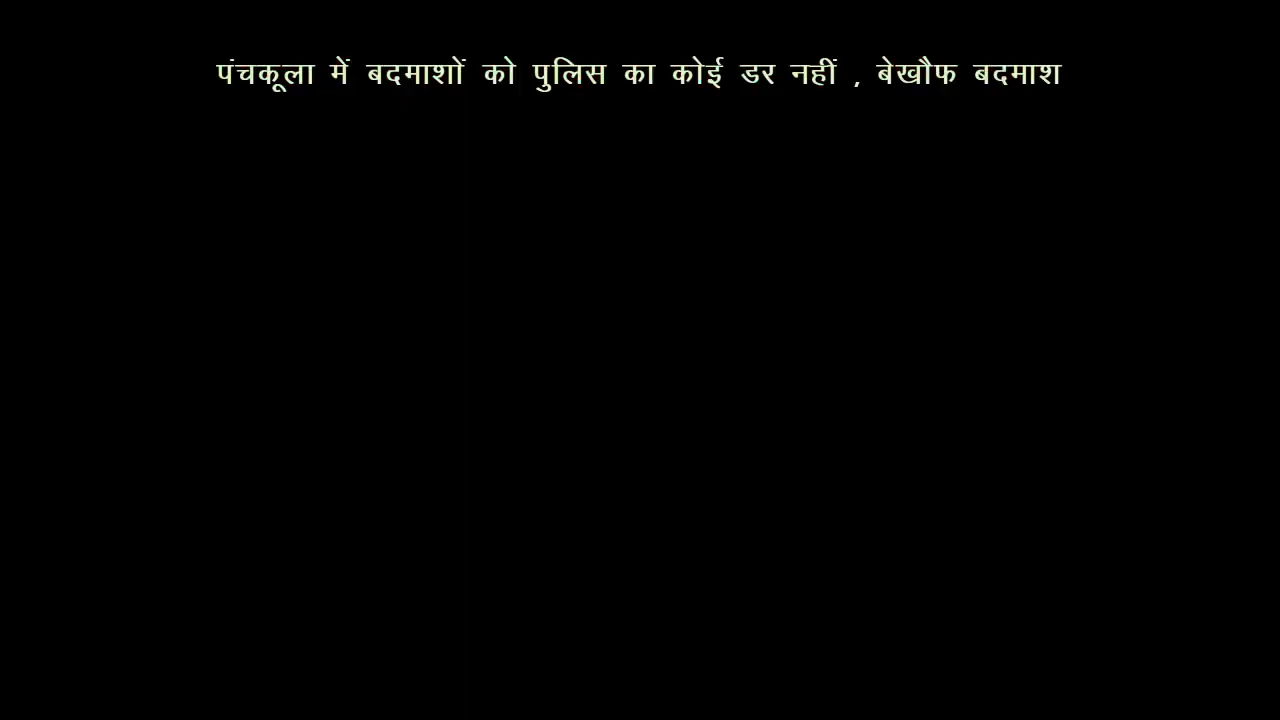 पंचकूला में बदमाशों को पुलिस का कोई डर नहीं , बेखौफ बदमाश